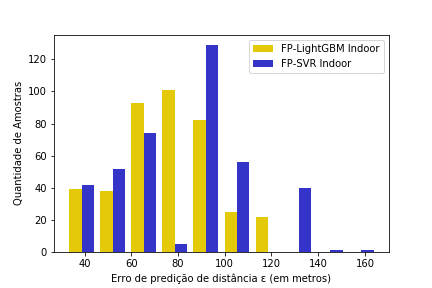 FP-LightGBM Indoor
FP-SVR Indoor
Quantidade de Amostras
120
100
80
60
40
20
0
40 60 80 100 120 140 160
Erro de predição de distância ε (em metros)